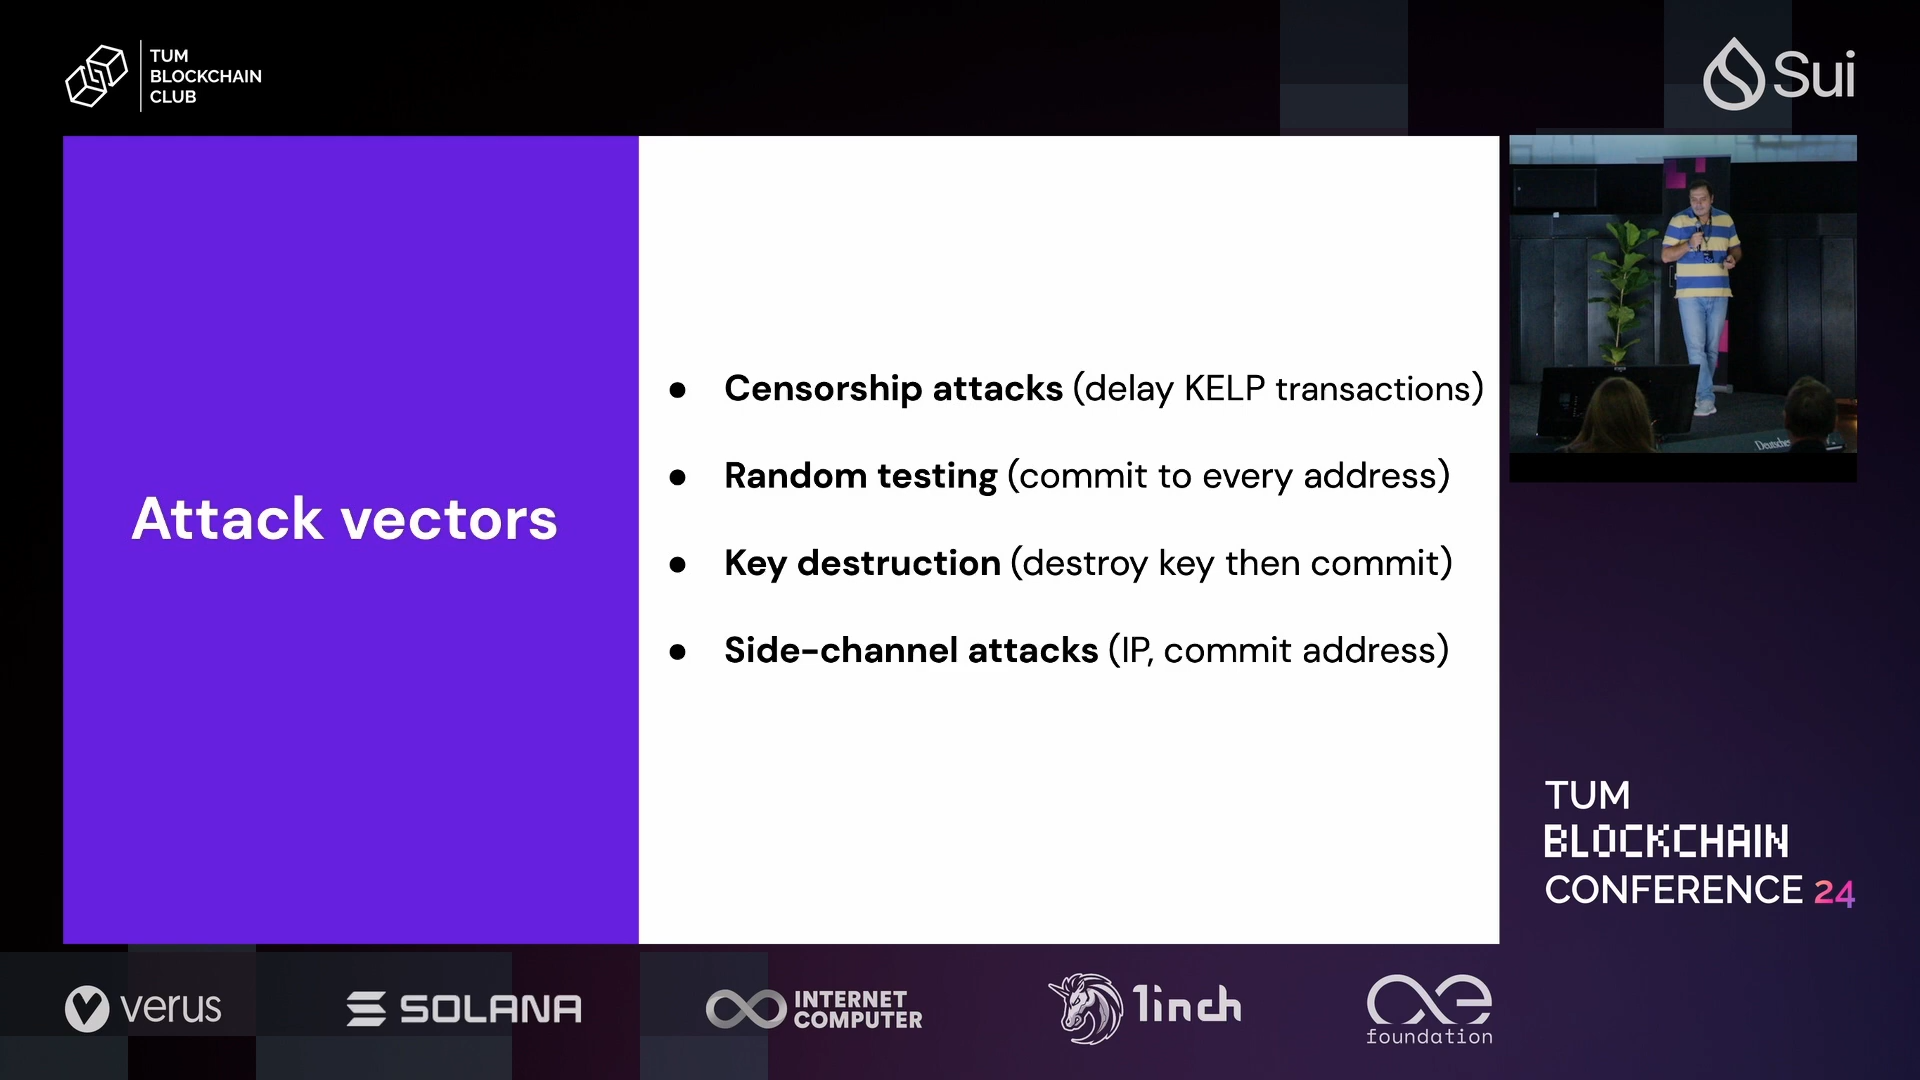 TUM
BLOCKCHAIN
CLUB
Sui
Attack vectors
● Censorship attacks (delay KELP transactions)
● Random testing (commit to every address)
● Key destruction (destroy key then commit)
● Side-channel attacks (IP, commit address)
Deutsche
TUM
BLOCKCHAIN
CONFERENCE 24
verus
SOLANA
INTERNET
COMPUTER
1inch
ae
foundation